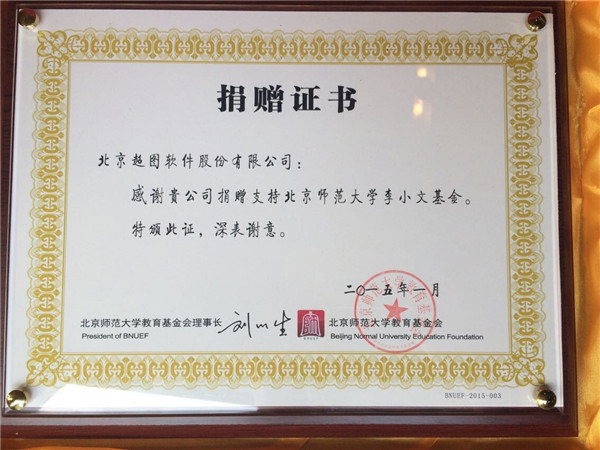 捐赠证书
北京超图软件股份有限公司：
感谢贵公司捐赠支持北京师范大学李小文基金。
特颁此证，深表谢意。
二〇一五年一月
北京师范大学教育基金会理事长
President of BNUEF
北京师范大学教育基金会
Beijing Normal University Education Foundation
BNUEF-2015-003